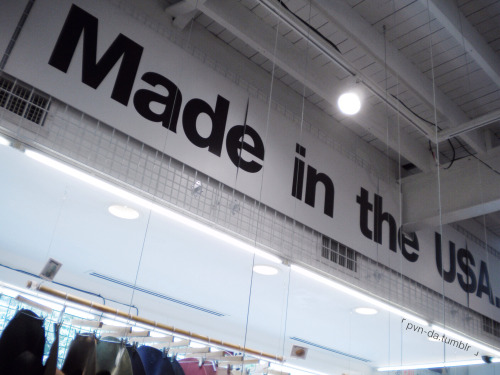 Made in the USA.
r pvn-da.tumblr ┘